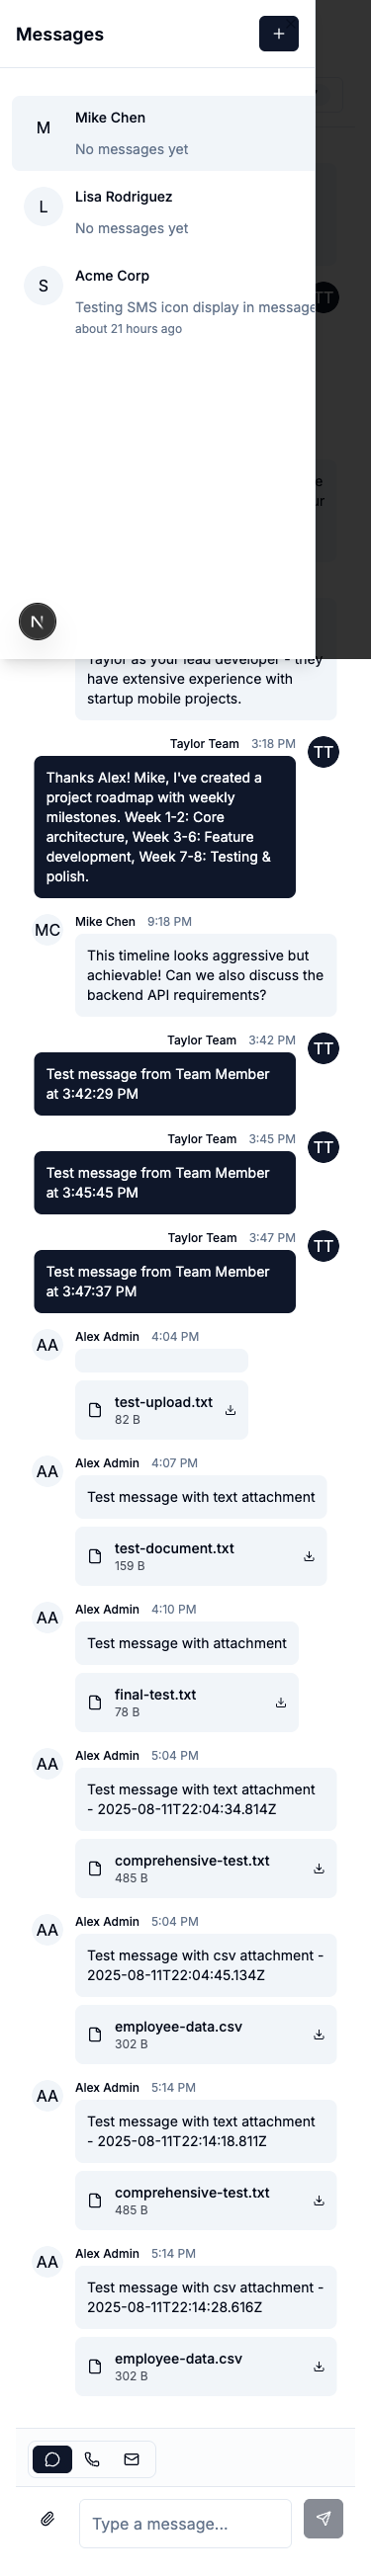 Messages
M
Mike Chen
No messages yet
L
Lisa Rodriguez
No messages yet
S
Acme Corp
Testing SMS icon display in message
about 21 hours ago
TT
N
Taylor as your lead developer - they
have extensive experience with
startup mobile projects.
Taylor Team 3:18 PM
TT
Thanks Alex! Mike, I've created a
project roadmap with weekly
milestones. Week 1-2: Core
architecture, Week 3-6: Feature
development, Week 7-8: Testing &
polish.
MC
Mike Chen 9:18 PM
This timeline looks aggressive but
achievable! Can we also discuss the
backend API requirements?
Taylor Team 3:42 PM
TT
Test message from Team Member
at 3:42:29 PM
Taylor Team 3:45 PM
TT
Test message from Team Member
at 3:45:45 PM
Taylor Team 3:47 PM
TT
Test message from Team Member
at 3:47:37 PM
AA
Alex Admin 4:04 PM
test-upload.txt
82 B
AA
Alex Admin 4:07 PM
Test message with text attachment
test-document.txt
159 B
AA
Alex Admin 4:10 PM
Test message with attachment
final-test.txt
78 B
AA
Alex Admin 5:04 PM
Test message with text attachment
- 2025-08-11T22:04:34.814Z
comprehensive-test.txt
485 B
AA
Alex Admin 5:04 PM
Test message with csv attachment -
2025-08-11T22:04:45.134Z
employee-data.csv
302 B
AA
Alex Admin 5:14 PM
Test message with text attachment
- 2025-08-11T22:14:18.811Z
comprehensive-test.txt
485 B
AA
Alex Admin 5:14 PM
Test message with csv attachment -
2025-08-11T22:14:28.616Z
employee-data.csv
302 B
Type a message...